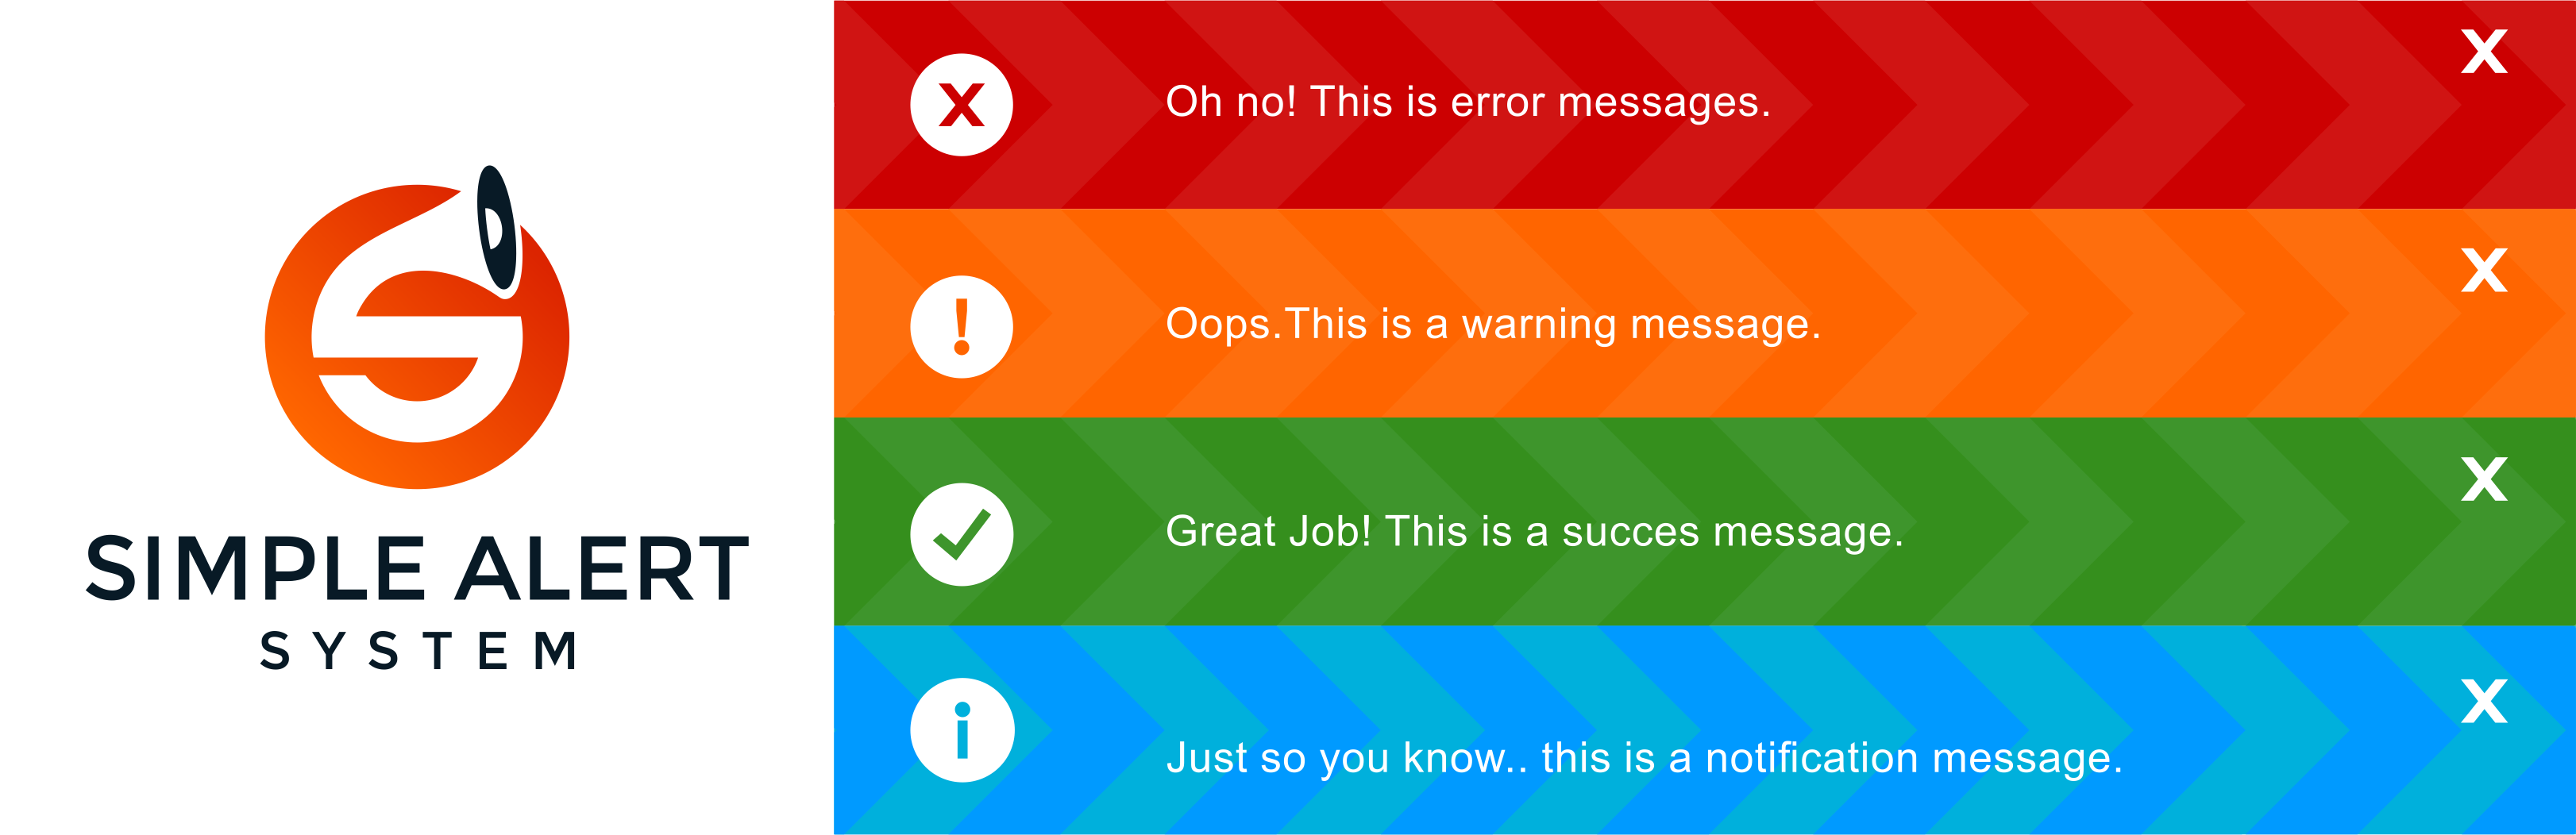 SIMPLE ALERT
SYSTEM
x
Oh no! This is error messages.
x
!
Oops.This is a warning message.
x
Great Job! This is a succes message.
x
i
Just so you know.. this is a notification message.
x